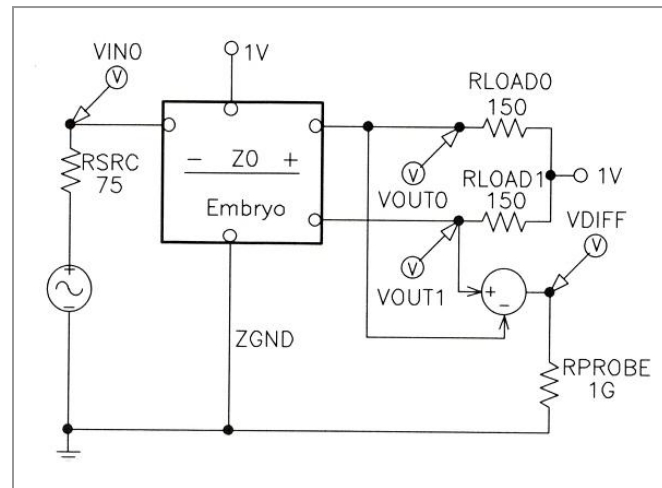 VIN0
1V
RLOAD0
150
RSRC
75
– Z0 +
Embryo
VOUT0
RLOAD1
150
1V
VDIFF
VOUT1
+
–
ZGND
RPROBE
1G
V
V
V
V
+
–